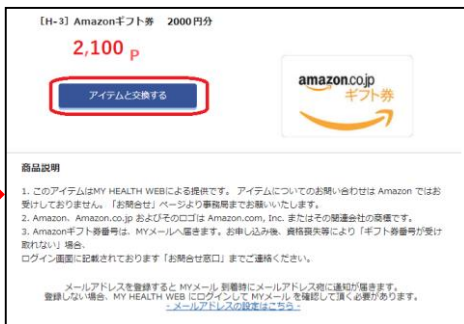 [H-3] Amazonギフト券 2000円分
2,100 P
アイテムと交換する
amazon.co.jp
ギフト券
商品説明
1. このアイテムはMY HEALTH WEBによる提供です。 アイテムについてのお問い合わせは Amazon ではお
受けしておりません。「お問合せ」ページより事務局までお願いいたします。
2. Amazon、Amazon.co.jp およびそのロゴは Amazon.com, Inc. またはその関連会社の商標です。
3. Amazonギフト券番号は、MYメールへ届きます。お申し込み後、資格喪失等により「ギフト券番号が受け
取れない」場合、
ログイン画面に記載されております「お問合せ窓口」までご連絡ください。
メールアドレスを登録すると MYメール 到着時にメールアドレス宛に通知が届きます。
登録しない場合、MY HEALTH WEB にログインして MYメール を確認して頂く必要があります。
- メールアドレスの設定はこちら -